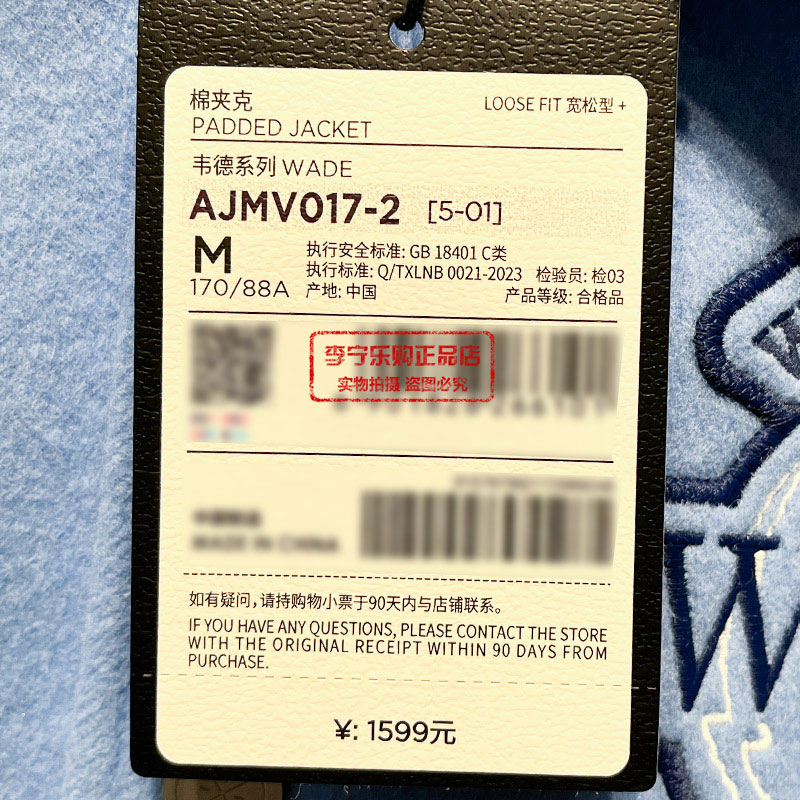 棉夹克
LOOSE FIT 宽松型 +
PADDED JACKET
韦德系列 WADE
AJMV017-2 [5-01]
M
170/88A
执行安全标准: GB 18401 C类
执行标准: Q/TXLNB 0021-2023 检验员: 检03
产地: 中国
产品等级: 合格品
李宁乐购正品店
实物拍摄 盗图必究
MADE IN CHINA
如有疑问,请持购物小票于90天内与店铺联系。
IF YOU HAVE ANY QUESTIONS, PLEASE CONTACT THE STORE
WITH THE ORIGINAL RECEIPT WITHIN 90 DAYS FROM
PURCHASE.
¥: 1599元
W